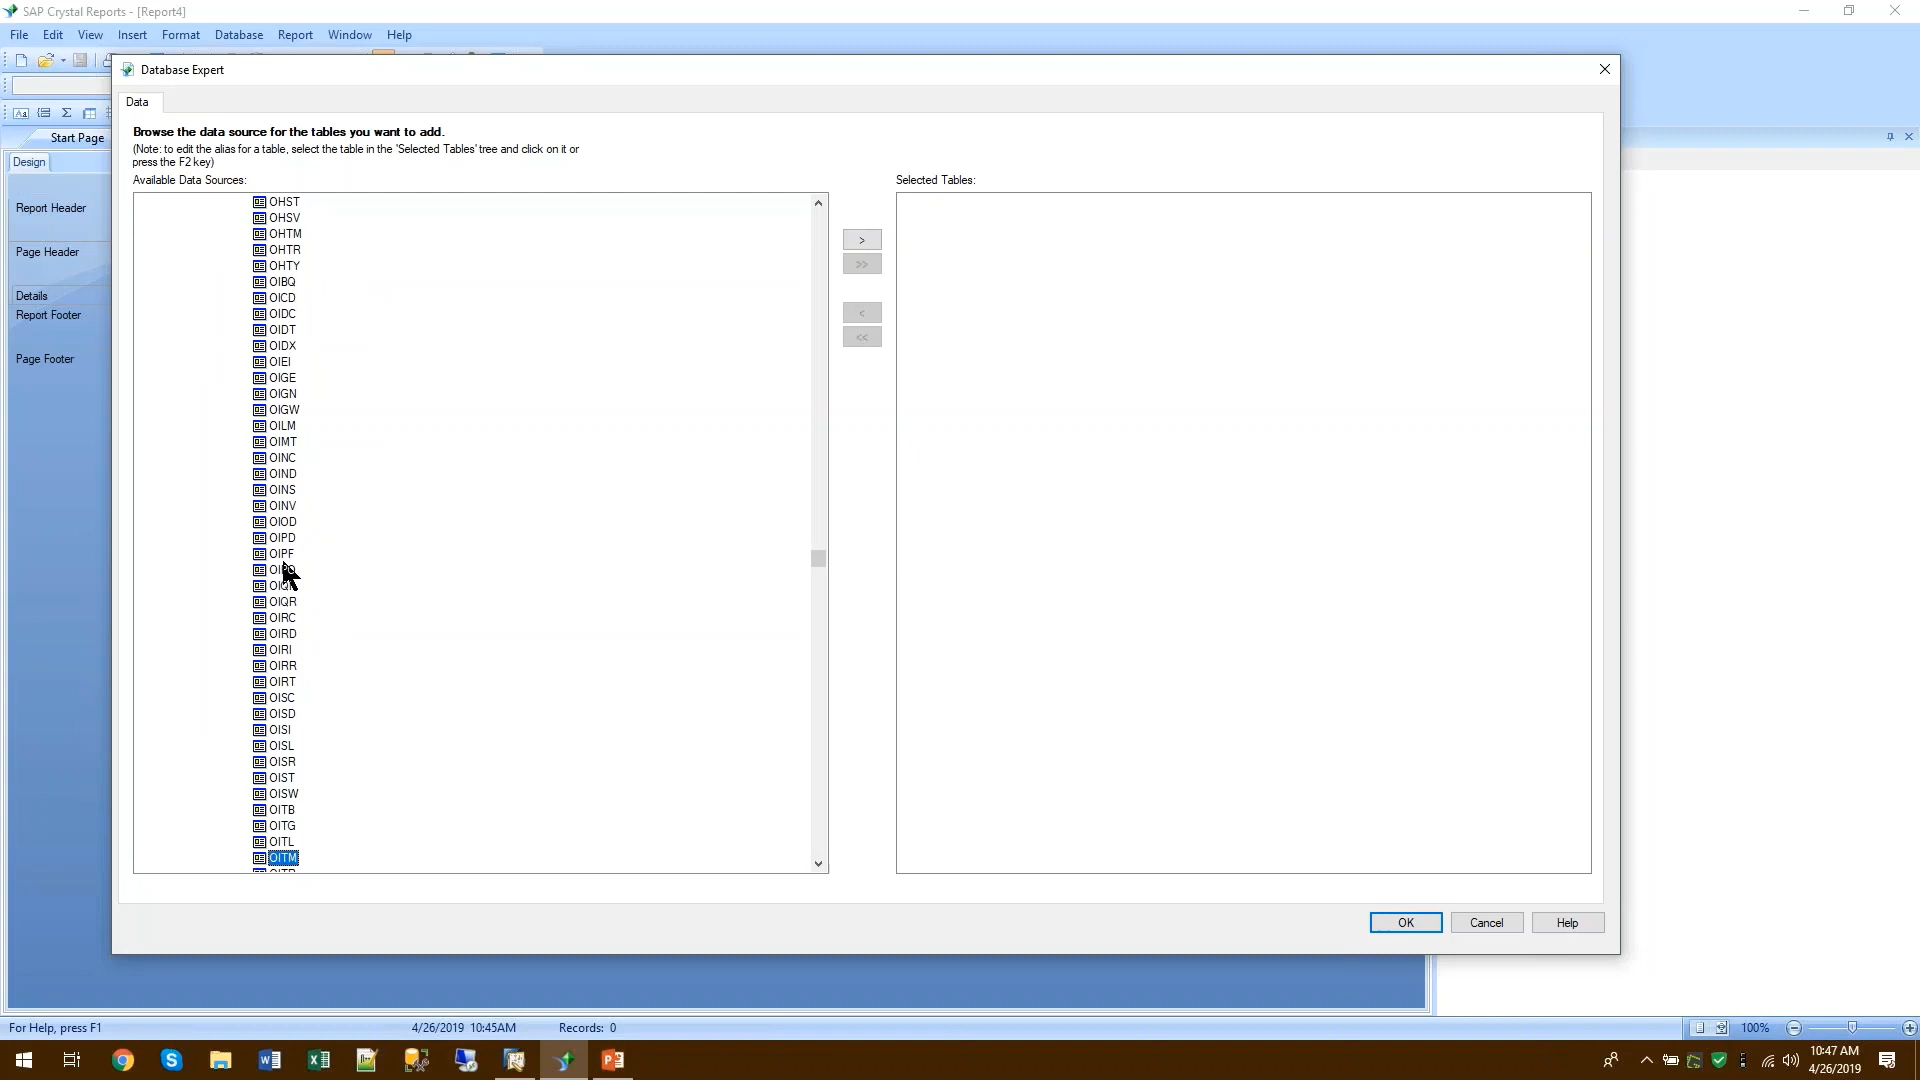 SAP Crystal Reports - [Report4]
File Edit View Insert Format Database Report Window Help
Database Expert
Data
Start Page
Browse the data source for the tables you want to add.
(Note: to edit the alias for a table, select the table in the 'Selected Tables' tree and click on it or
press the F2 key)
Design
Available Data Sources:
Selected Tables:
Report Header
Page Header
Details
Report Footer
Page Footer
OHST
OHSV
OHTM
OHTR
OHTY
OIBQ
OICD
OIDC
OIDT
OIDX
OIEI
OIGE
OIGN
OIGW
OILM
OIMT
OINC
OIND
OINS
OINV
OIOD
OIPD
OIPF
OIQR
OIRC
OIRD
OIRI
OIRR
OIRT
OISC
OISD
OISI
OISL
OISR
OIST
OISW
OITB
OITG
OITL
OITM
>
>>
<
<<
OK Cancel Help
For Help, press F1 4/26/2019 10:45AM Records: 0 100%
10:47 AM
4/26/2019